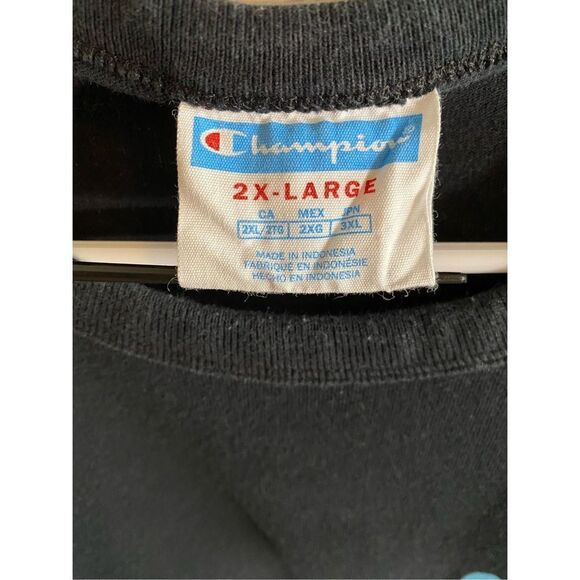 Champion®
2X-LARGE
CA MEX JPN
2XL/2TG 2XG 3XL
MADE IN INDONESIA
FABRIQUÉ EN INDONÉSIE
HECHO EN INDONESIA